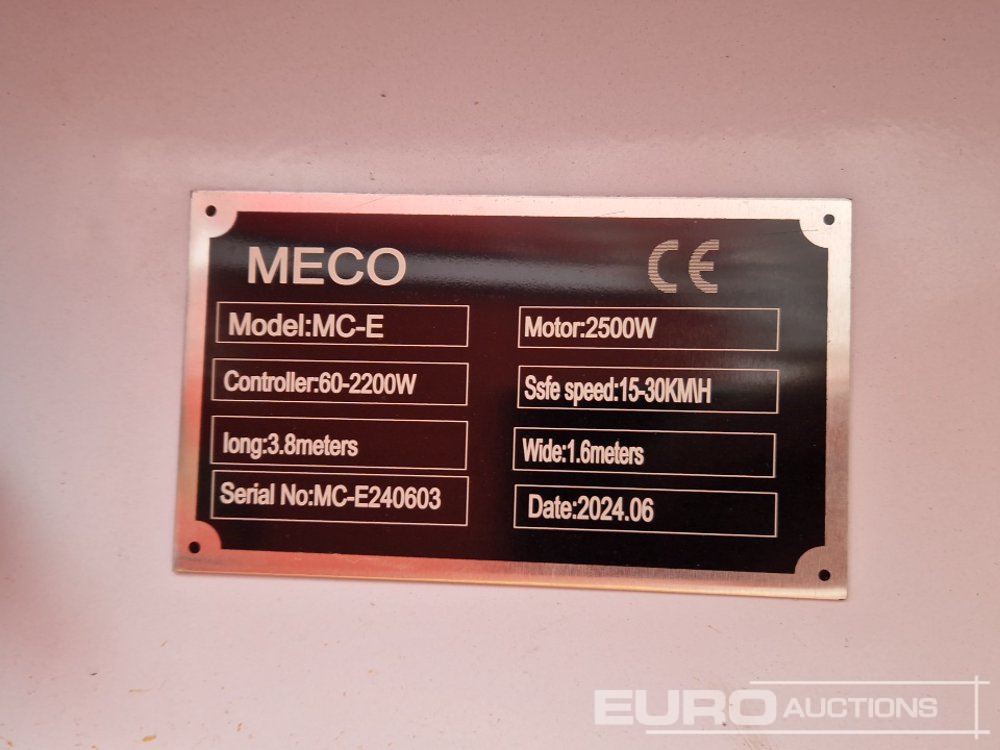 MECO CE
Model:MC-E
Motor:2500W
Controller:60-2200W
Ssfe speed:15-30KM\H
long:3.8meters
Wide:1.6meters
Serial No:MC-E240603
Date:2024.06
EURO AUCTIONS